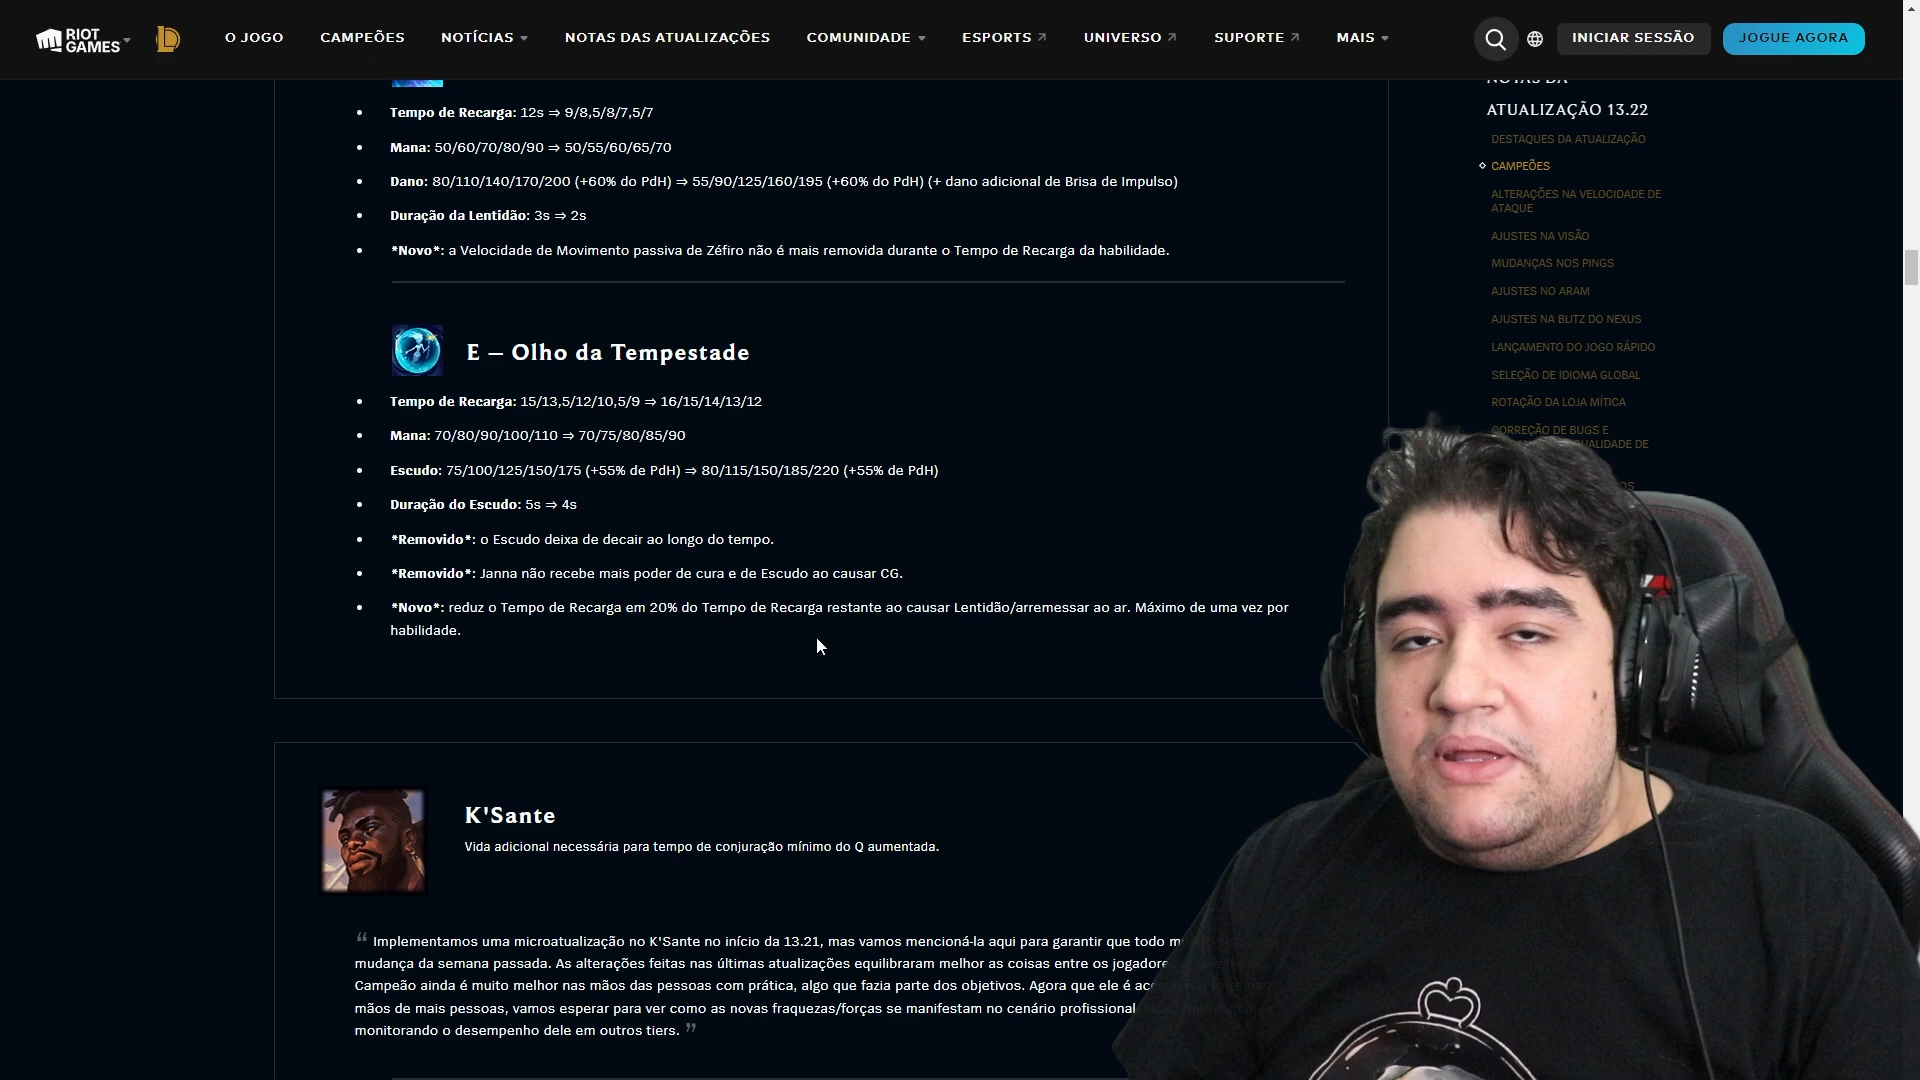 RIOT GAMES
O JOGO
CAMPEÕES
NOTÍCIAS
NOTAS DAS ATUALIZAÇÕES
COMUNIDADE
ESPORTS
UNIVERSO
SUPORTE
MAIS
INICIAR SESSÃO
JOGUE AGORA
Tempo de Recarga: 12s ⇒ 9/8,5/8/7,5/7
Mana: 50/60/70/80/90 ⇒ 50/55/60/65/70
Dano: 80/110/140/170/200 (+60% do PdH) ⇒ 55/90/125/160/195 (+60% do PdH) (+ dano adicional de Brisa de Impulso)
Duração da Lentidão: 3s ⇒ 2s
*Novo*: a Velocidade de Movimento passiva de Zéfiro não é mais removida durante o Tempo de Recarga da habilidade.
E – Olho da Tempestade
Tempo de Recarga: 15/13,5/12/10,5/9 ⇒ 16/15/14/13/12
Mana: 70/80/90/100/110 ⇒ 70/75/80/85/90
Escudo: 75/100/125/150/175 (+55% de PdH) ⇒ 80/115/150/185/220 (+55% de PdH)
Duração do Escudo: 5s ⇒ 4s
*Removido*: o Escudo deixa de decair ao longo do tempo.
*Removido*: Janna não recebe mais poder de cura e de Escudo ao causar CG.
*Novo*: reduz o Tempo de Recarga em 20% do Tempo de Recarga restante ao causar Lentidão/arremessar ao ar. Máximo de uma vez por
habilidade.
K'Sante
Vida adicional necessária para tempo de conjuração mínimo do Q aumentada.
“ Implementamos uma microatualização no K'Sante no início da 13.21, mas vamos mencioná-la aqui para garantir que todo
mudança da semana passada. As alterações feitas nas últimas atualizações equilibraram melhor as coisas entre os
Campeão ainda é muito melhor nas mãos das pessoas com prática, algo que fazia parte dos objetivos. Agora que ele é
mãos de mais pessoas, vamos esperar para ver como as novas fraquezas/forças se manifestam no cenário profissional
monitorando o desempenho dele em outros tiers. ”
NOTAS DA
ATUALIZAÇÃO 13.22
DESTAQUES DA ATUALIZAÇÃO
CAMPEÕES
ALTERAÇÕES NA VELOCIDADE DE
ATAQUE
AJUSTES NA VISÃO
MUDANÇAS NOS PINGS
AJUSTES NO ARAM
AJUSTES NA BLITZ DO NEXUS
LANÇAMENTO DO JOGO RÁPIDO
SELEÇÃO DE IDIOMA GLOBAL
ROTAÇÃO DA LOJA MÍTICA
CORREÇÃO DE BUGS E
DE